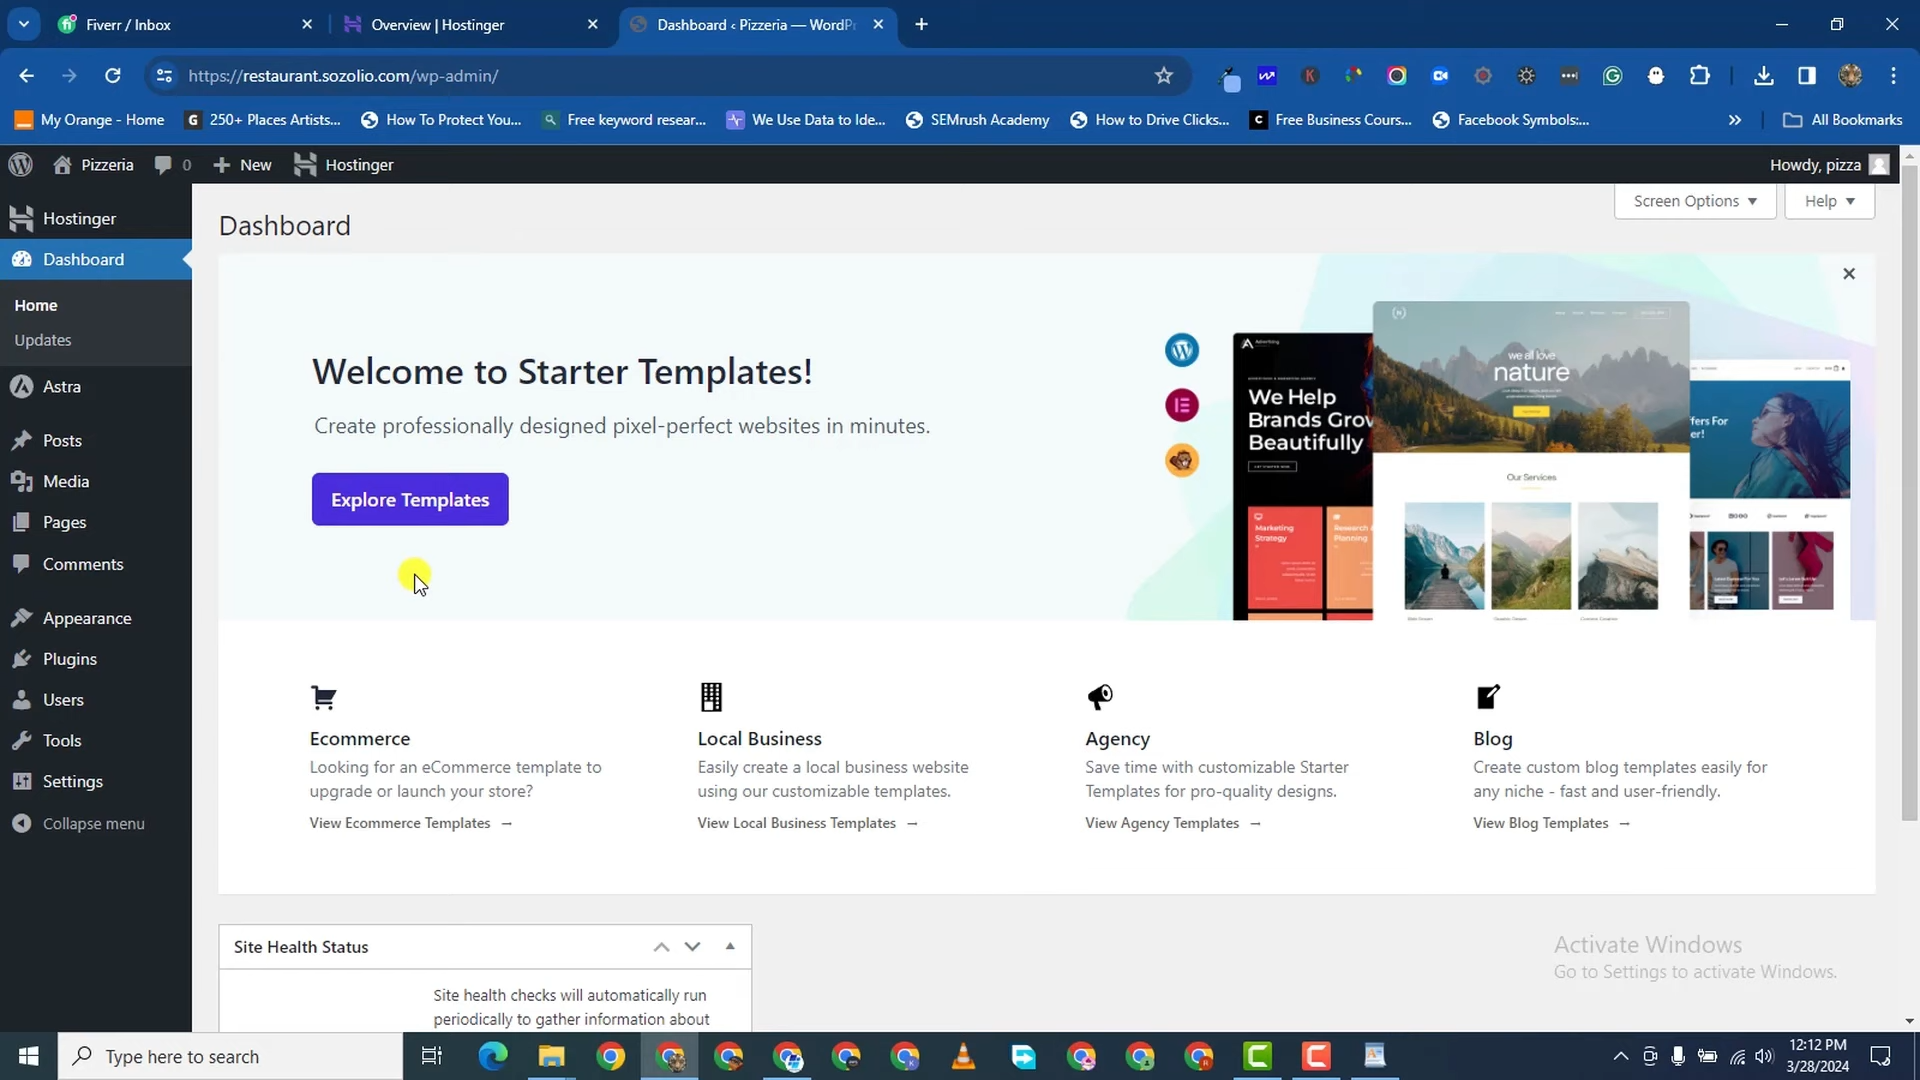 Fiverr / Inbox
Overview | Hostinger
Dashboard ‹ Pizzeria — WordPr
https://restaurant.sozolio.com/wp-admin/
My Orange - Home
250+ Places Artists...
How To Protect You...
Free keyword resear...
We Use Data to Ide...
SEMrush Academy
How to Drive Clicks...
Free Business Cours...
Facebook Symbols:...
All Bookmarks
Pizzeria
0
New
Hostinger
Howdy, pizza
Hostinger
Dashboard
Home
Updates
Astra
Posts
Media
Pages
Comments
Appearance
Plugins
Users
Tools
Settings
Collapse menu
Screen Options
Help
Dashboard
Welcome to Starter Templates!
Create professionally designed pixel-perfect websites in minutes.
Explore Templates
We Help
Brands Grow
Beautifully
Marketing
Strategy
Planning
we all love
nature
Our Services
Ecommerce
Looking for an eCommerce template to
upgrade or launch your store?
View Ecommerce Templates →
Local Business
Easily create a local business website
using our customizable templates.
View Local Business Templates →
Agency
Save time with customizable Starter
Templates for pro-quality designs.
View Agency Templates →
Blog
Create custom blog templates easily for
any niche - fast and user-friendly.
View Blog Templates →
Site Health Status
Site health checks will automatically run
periodically to gather information about
Activate Windows
Go to Settings to activate Windows.
Type here to search
12:12 PM
3/28/2024